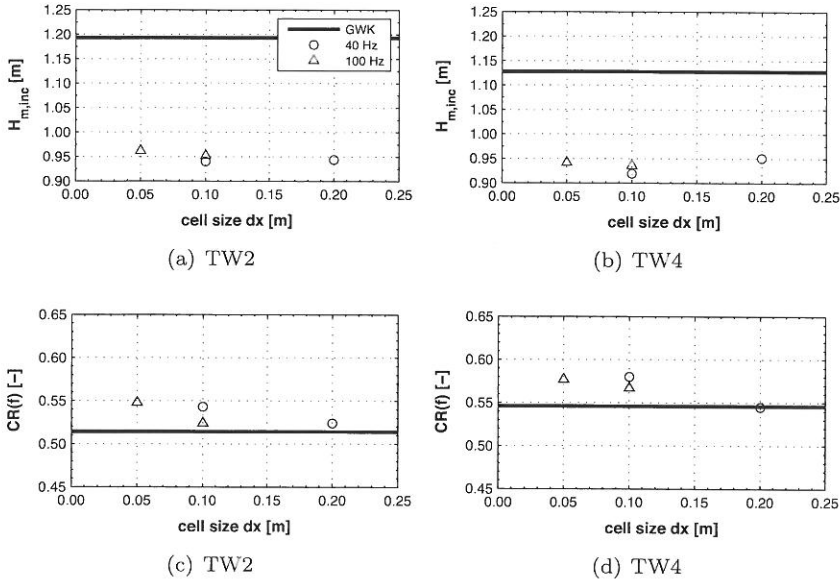 1.25
1.20
1.15
1.10
1.05
1.00
0.95
0.90
H_m,inc [m]
GWK
40 Hz
100 Hz
0.00 0.05 0.10 0.15 0.20 0.25
cell size dx [m]
(a) TW2
1.25
1.20
1.15
1.10
1.05
1.00
0.95
0.90
H_m,inc [m]
0.00 0.05 0.10 0.15 0.20 0.25
cell size dx [m]
(b) TW4
0.65
0.60
0.55
0.50
0.45
CR(f) [−]
0.00 0.05 0.10 0.15 0.20 0.25
cell size dx [m]
(c) TW2
0.65
0.60
0.55
0.50
0.45
CR(f) [−]
0.00 0.05 0.10 0.15 0.20 0.25
cell size dx [m]
(d) TW4